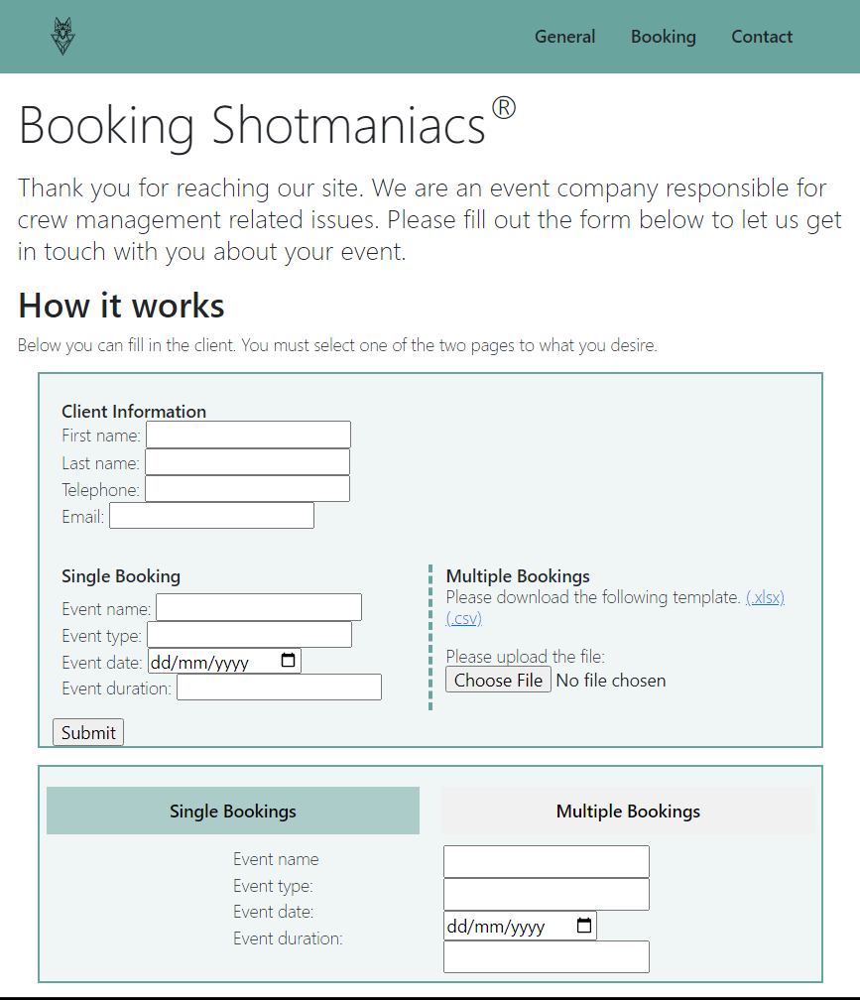 General Booking Contact
Booking Shotmaniacs®
Thank you for reaching our site. We are an event company responsible for
crew management related issues. Please fill out the form below to let us get
in touch with you about your event.
How it works
Below you can fill in the client. You must select one of the two pages to what you desire.
Client Information
First name:
Last name:
Telephone:
Email:
Single Booking
Event name:
Event type:
Event date: dd/mm/yyyy
Event duration:
Multiple Bookings
Please download the following template. (.xlsx)
(.csv)
Please upload the file:
Choose File No file chosen
Submit
Single Bookings Multiple Bookings
Event name
Event type:
Event date: dd/mm/yyyy
Event duration: